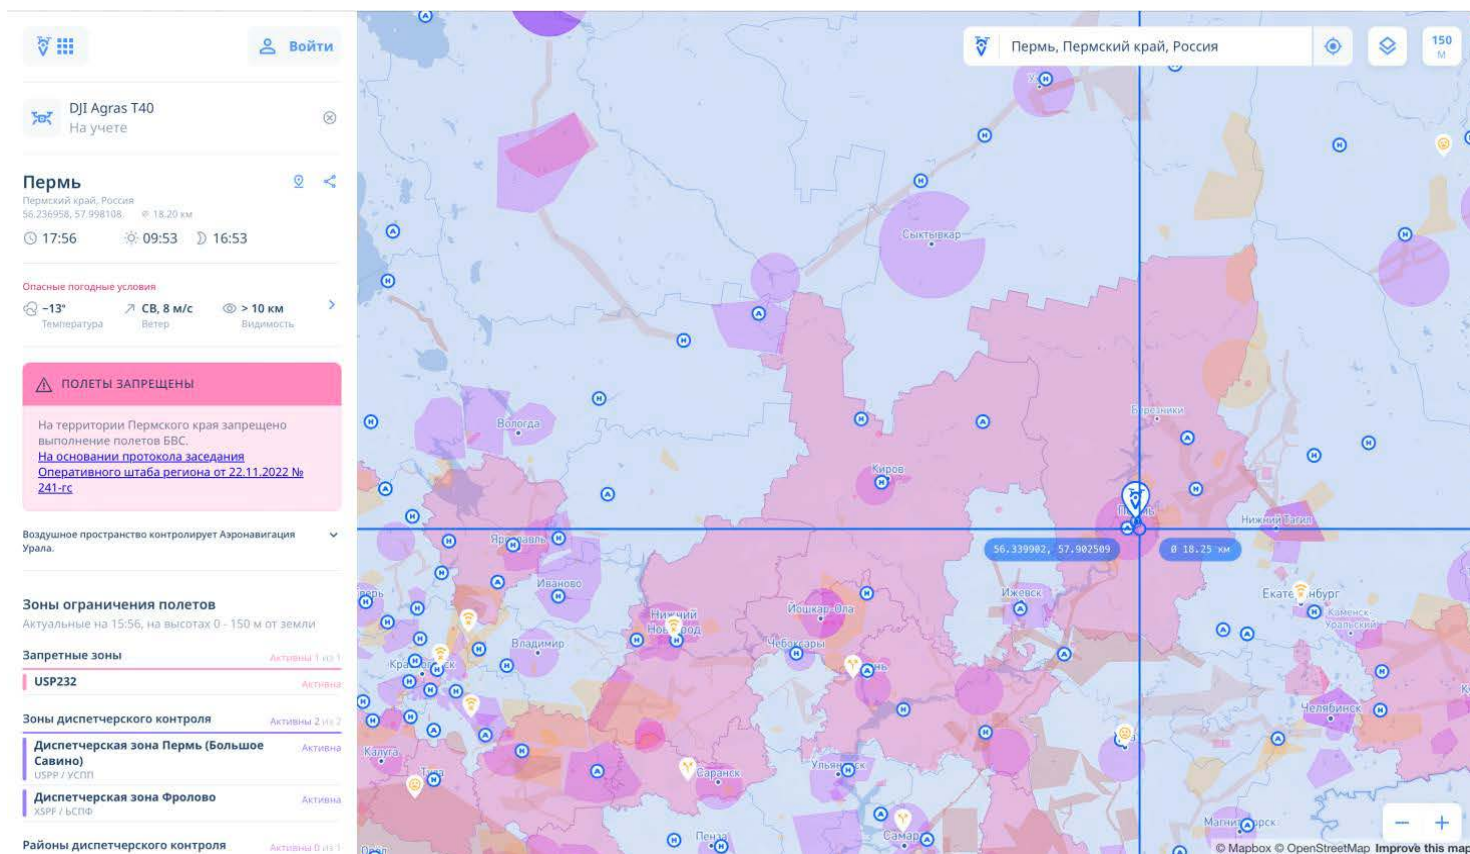 Войти
DJI Agras T40
На учете
Пермь
Пермский край, Россия
56.236958, 57.998108 ⌀ 18.20 км
17:56 09:53 16:53
Опасные погодные условия
−13° СВ, 8 м/с > 10 км
Температура Ветер Видимость
ПОЛЕТЫ ЗАПРЕЩЕНЫ
На территории Пермского края запрещено
выполнение полетов БВС.
На основании протокола заседания
Оперативного штаба региона от 22.11.2022 №
241-гс
Воздушное пространство контролирует Аэронавигация
Урала.
Зоны ограничения полетов
Актуальные на 15:56, на высотах 0 - 150 м от земли
Запретные зоны Активны 1 из 1
USP232 Активна
Зоны диспетчерского контроля Активны 2 из 2
Диспетчерская зона Пермь (Большое Активна
Савино)
USPP / УСПП
Диспетчерская зона Фролово Активна
XSPF / ЬСПФ
Районы диспетчерского контроля Активны 0 из 1
Пермь, Пермский край, Россия
150
М
Сыктывкар
Березники
Вологда
Киров
Нижний Тагил
Ярославль
56.339902, 57.902509
Ø 18.25 км
Иваново
Ижевск
Йошкар-Ола
Екатеринбург
Каменск-
Уральский
Нижний
Новгород
Владимир
Чебоксары
Челябинск
Калуга
Тула
Саранск
Ульяновск
Пенза
Самар
Магнитогорск
© Mapbox © OpenStreetMap Improve this map